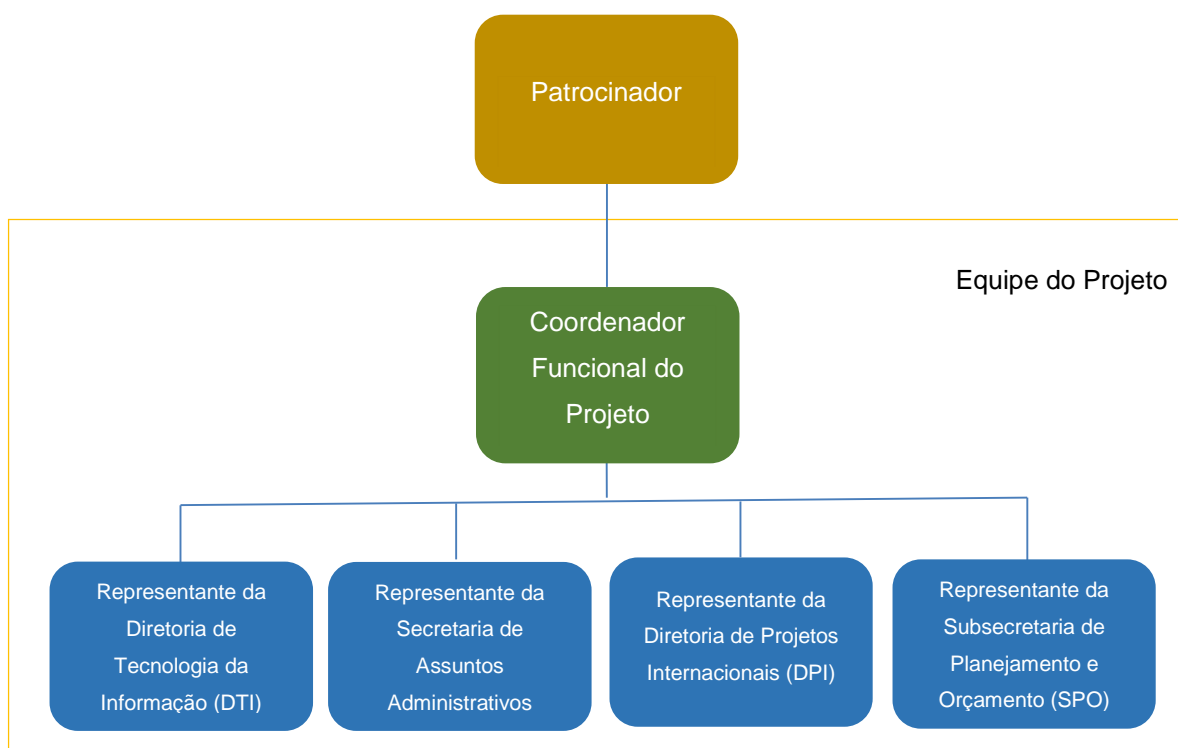 Patrocinador
Equipe do Projeto
Coordenador
Funcional do
Projeto
Representante da
Diretoria de
Tecnologia da
Informação (DTI)
Representante da
Secretaria de
Assuntos
Administrativos
Representante da
Diretoria de Projetos
Internacionais (DPI)
Representante da
Subsecretaria de
Planejamento e
Orçamento (SPO)